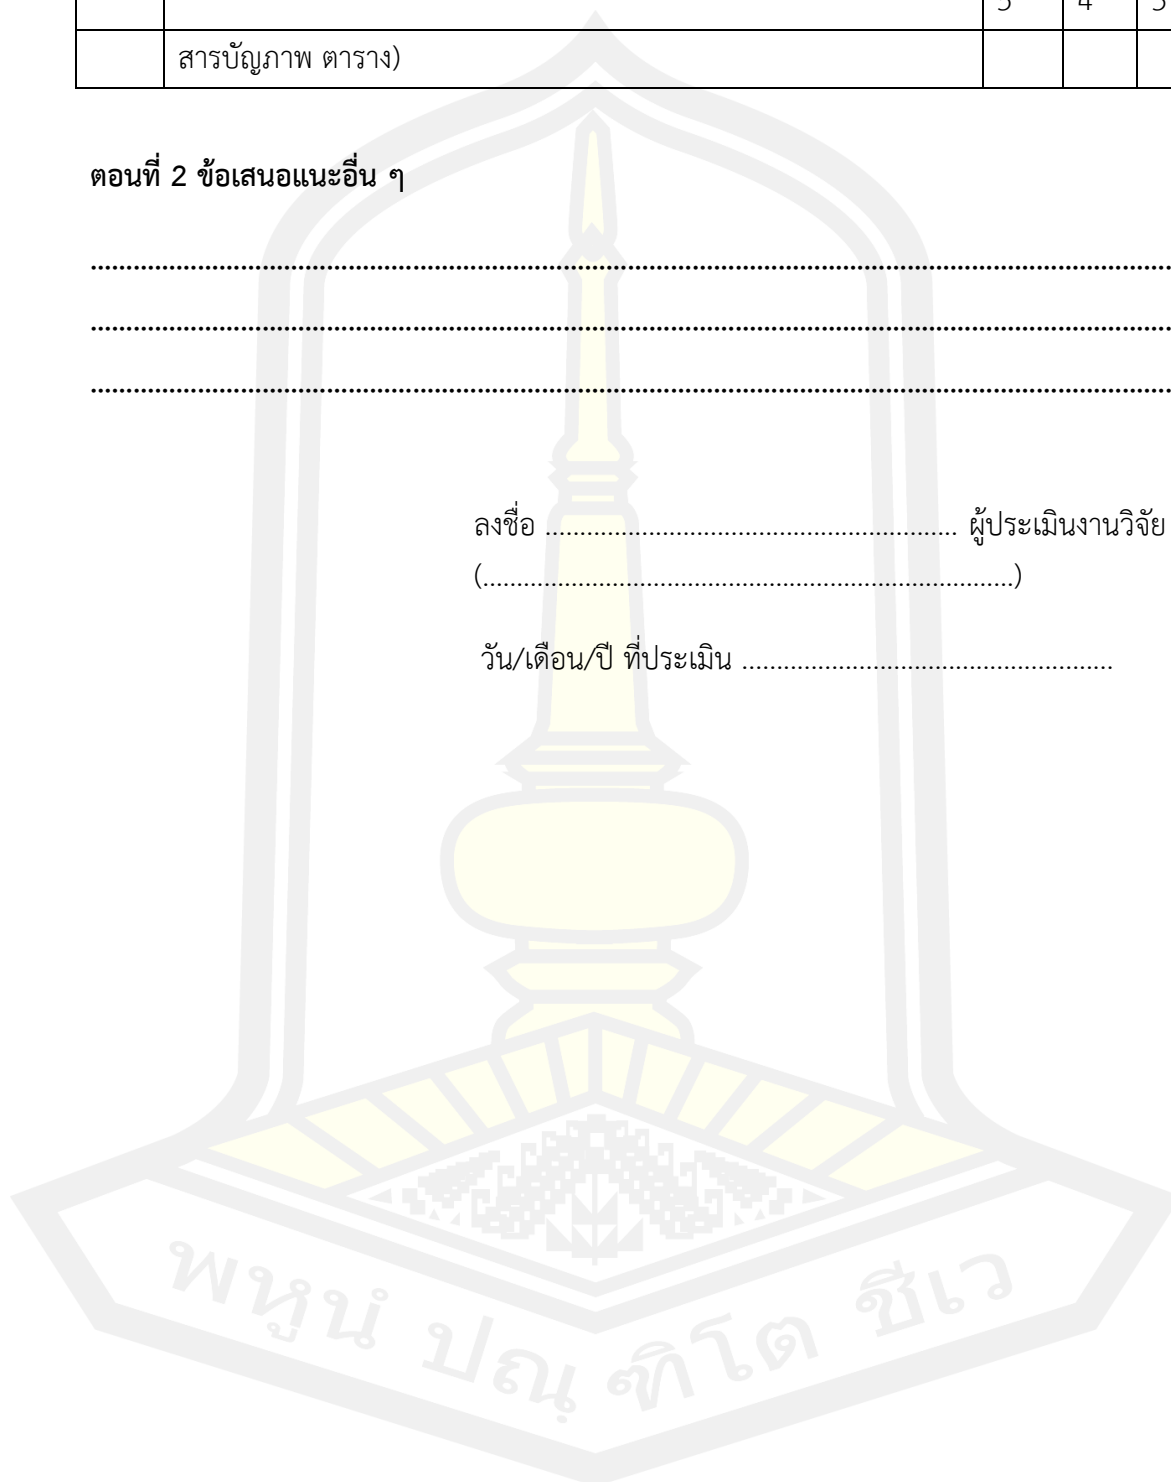 4
สารบัญภาพ ตาราง)
ตอนที่ 2 ข้อเสนอแนะอื่น ๆ
........................................................................................................................................................
........................................................................................................................................................
........................................................................................................................................................
ลงชื่อ ............................................................ ผู้ประเมินงานวิจัย
(.............................................................................)
วัน/เดือน/ปี ที่ประเมิน ......................................................
พหูนํ ปณฺฑิโต ชีเว